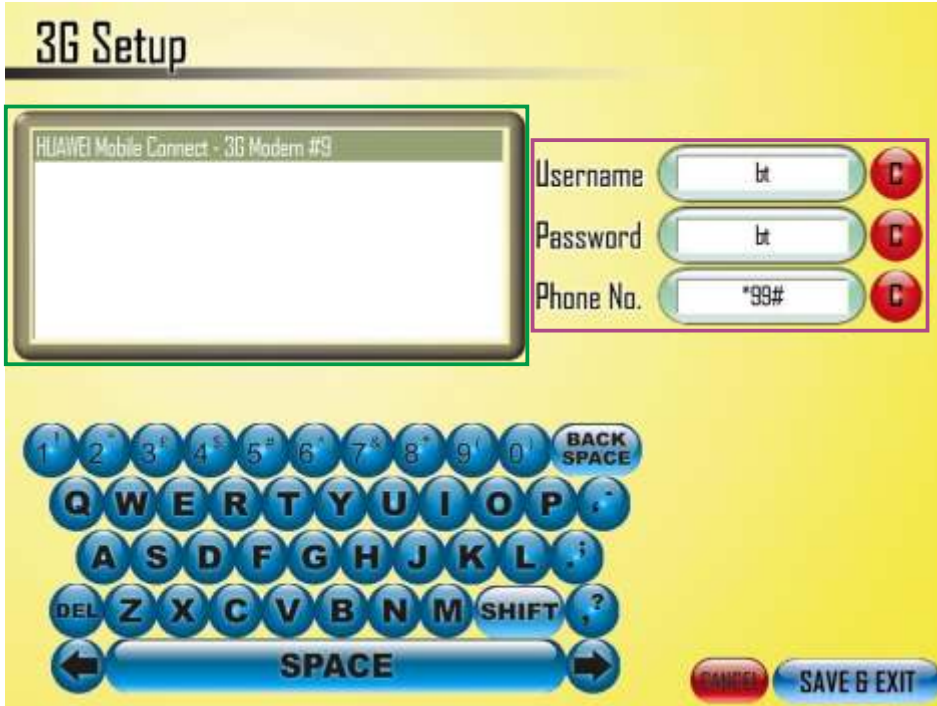 3G Setup
HUAWEI Mobile Connect - 3G Modem #9
Username bt C
Password bt C
Phone No. *99# C
1 ! 2 " 3 £ 4 $ 5 6 ^ 7 & 8 * 9 ( 0 ) BACK SPACE
Q W E R T Y U I O P
A S D F G H J K L . ;
DEL Z X C V B N M SHIFT , ?
SPACE
CANCEL SAVE & EXIT